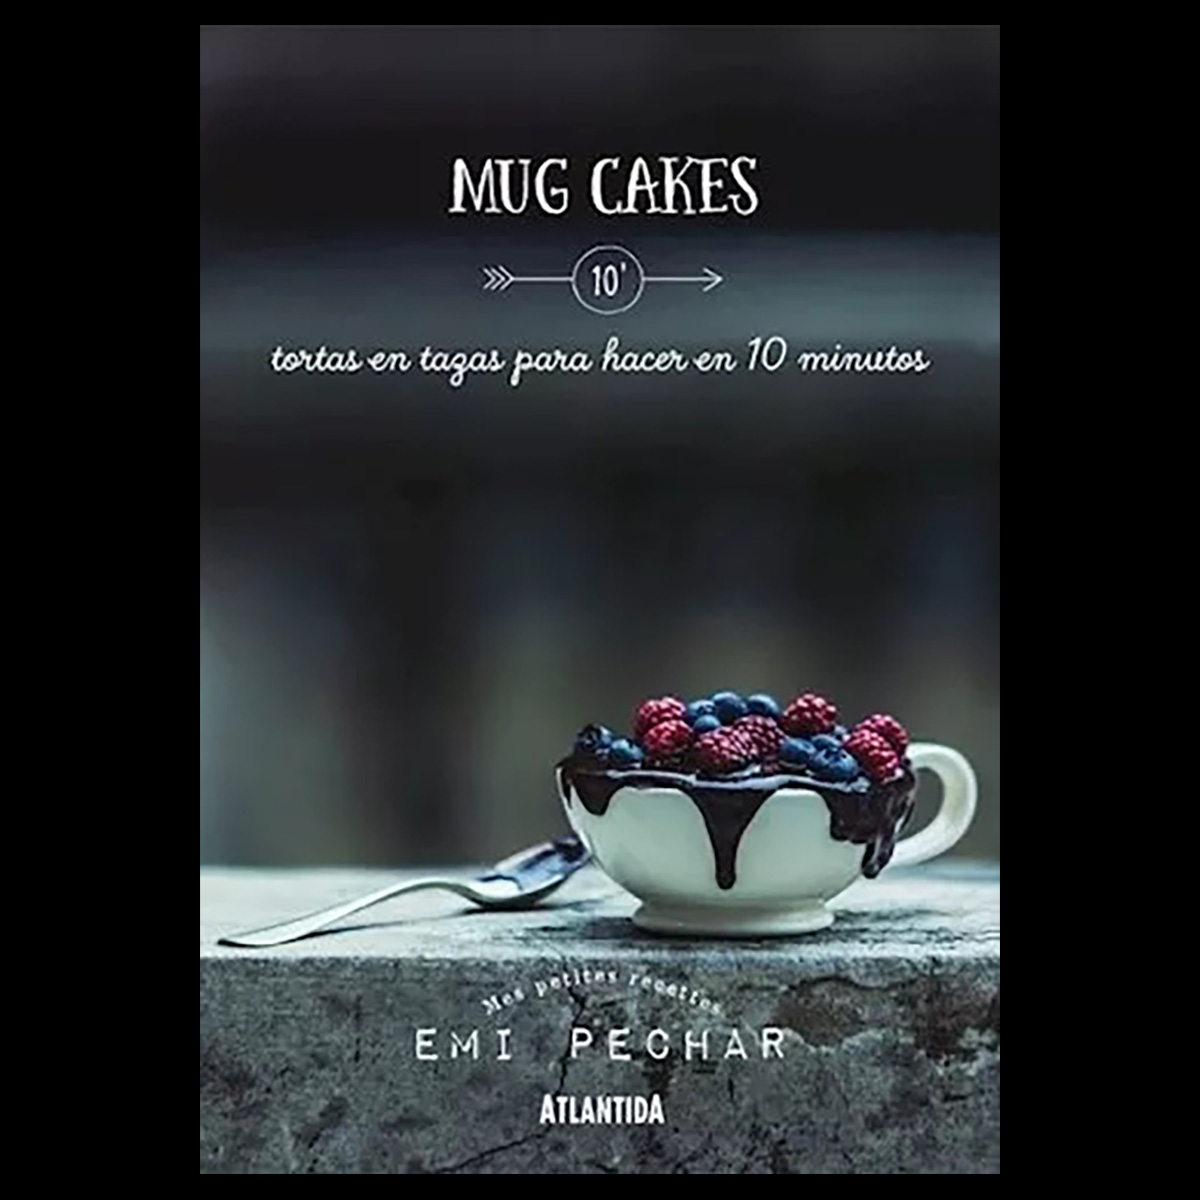 MUG CAKES
10'
tortas en tazas para hacer en 10 minutos
Mes petites recettes
EMI PECHAR
ATLANTIDA